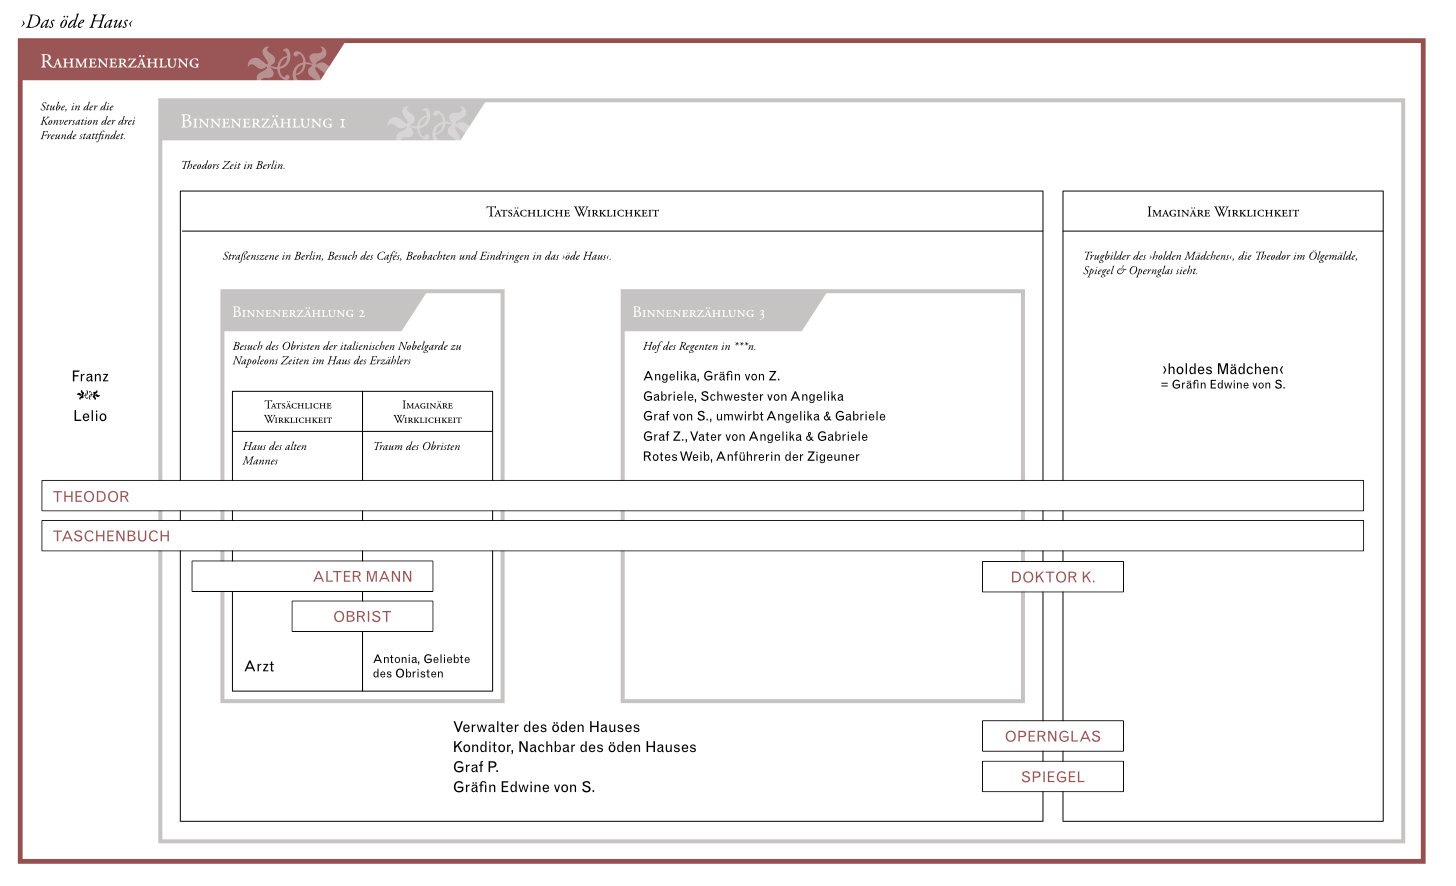 ›Das öde Haus‹
Rahmenerzählung
Stube, in der die
Konversation der drei
Freunde stattfindet.
Binnenerzählung 1
Theodors Zeit in Berlin.
Tatsächliche Wirklichkeit
Imaginäre Wirklichkeit
Straßenszene in Berlin, Besuch des Cafés, Beobachten und Eindringen in das ›öde Haus‹.
Trugbilder des ›holden Mädchens‹, die Theodor im Ölgemälde,
Spiegel & Opernglas sieht.
Binnenerzählung 2
Besuch des Obristen der italienischen Nobelgarde zu
Napoleons Zeiten im Haus des Erzählers
Binnenerzählung 3
Hof des Regenten in ***n.
Angelika, Gräfin von Z.
Gabriele, Schwester von Angelika
Graf von S., umwirbt Angelika & Gabriele
Graf Z., Vater von Angelika & Gabriele
Rotes Weib, Anführerin der Zigeuner
Franz
Lelio
›holdes Mädchen‹
= Gräfin Edwine von S.
Tatsächliche
Wirklichkeit
Imaginäre
Wirklichkeit
Haus des alten
Mannes
Traum des Obristen
THEODOR
TASCHENBUCH
ALTER MANN
DOKTOR K.
OBRIST
Arzt
Antonia, Geliebte
des Obristen
Verwalter des öden Hauses
Konditor, Nachbar des öden Hauses
Graf P.
Gräfin Edwine von S.
OPERNGLAS
SPIEGEL